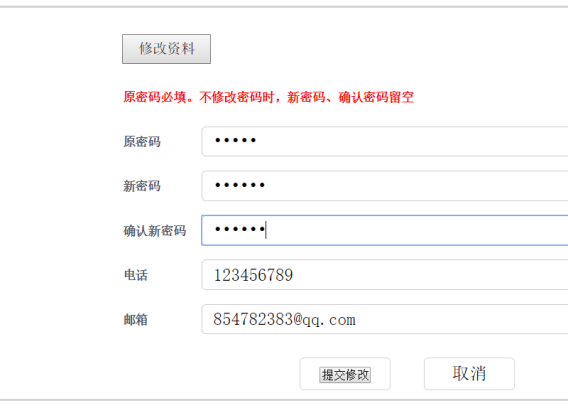 修改资料
原密码必填。不修改密码时，新密码、确认密码留空
原密码 •••••
新密码 ••••••
确认新密码 ••••••
电话 123456789
邮箱 854782383@qq.com
提交修改 取消